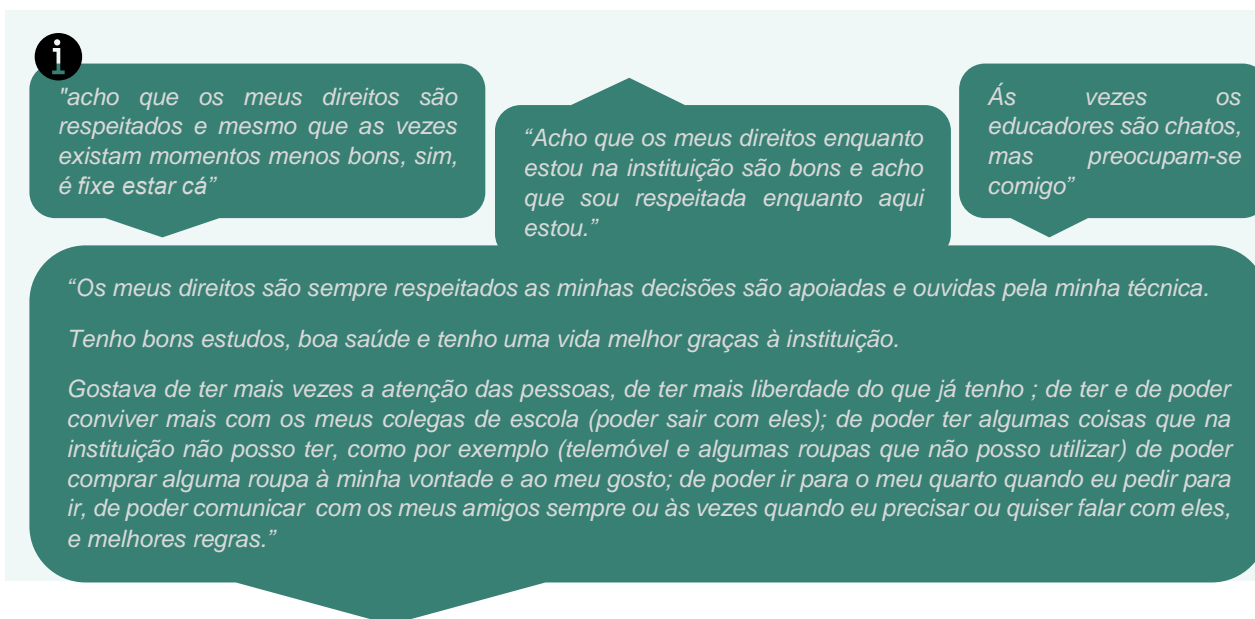 i
"acho que os meus direitos são
respeitados e mesmo que as vezes
existam momentos menos bons, sim,
é fixe estar cá”
“Acho que os meus direitos enquanto
estou na instituição são bons e acho
que sou respeitada enquanto aqui
estou.”
Ás vezes os
educadores são chatos,
mas preocupam-se
comigo”
“Os meus direitos são sempre respeitados as minhas decisões são apoiadas e ouvidas pela minha técnica.
Tenho bons estudos, boa saúde e tenho uma vida melhor graças à instituição.
Gostava de ter mais vezes a atenção das pessoas, de ter mais liberdade do que já tenho ; de ter e de poder
conviver mais com os meus colegas de escola (poder sair com eles); de poder ter algumas coisas que na
instituição não posso ter, como por exemplo (telemóvel e algumas roupas que não posso utilizar) de poder
comprar alguma roupa à minha vontade e ao meu gosto; de poder ir para o meu quarto quando eu pedir para
ir, de poder comunicar com os meus amigos sempre ou às vezes quando eu precisar ou quiser falar com eles,
e melhores regras.”